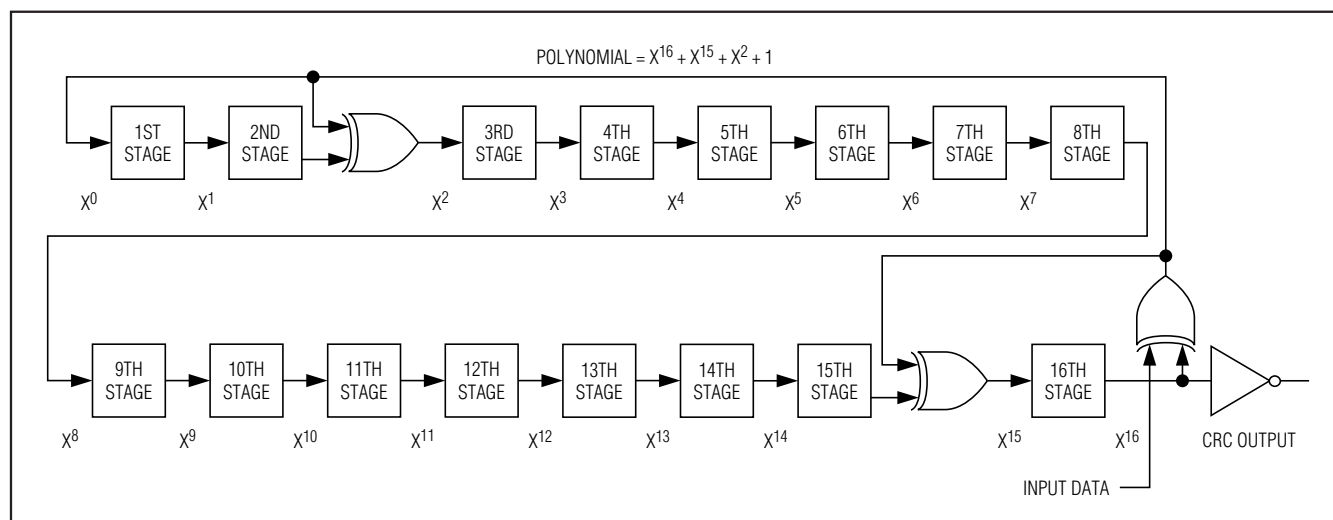 POLYNOMIAL = X16 + X15 + X2 + 1
1ST
STAGE
2ND
STAGE
3RD
STAGE
4TH
STAGE
5TH
STAGE
6TH
STAGE
7TH
STAGE
8TH
STAGE
X0
X1
X2
X3
X4
X5
X6
X7
9TH
STAGE
10TH
STAGE
11TH
STAGE
12TH
STAGE
13TH
STAGE
14TH
STAGE
15TH
STAGE
16TH
STAGE
X8
X9
X10
X11
X12
X13
X14
X15
X16
CRC OUTPUT
INPUT DATA